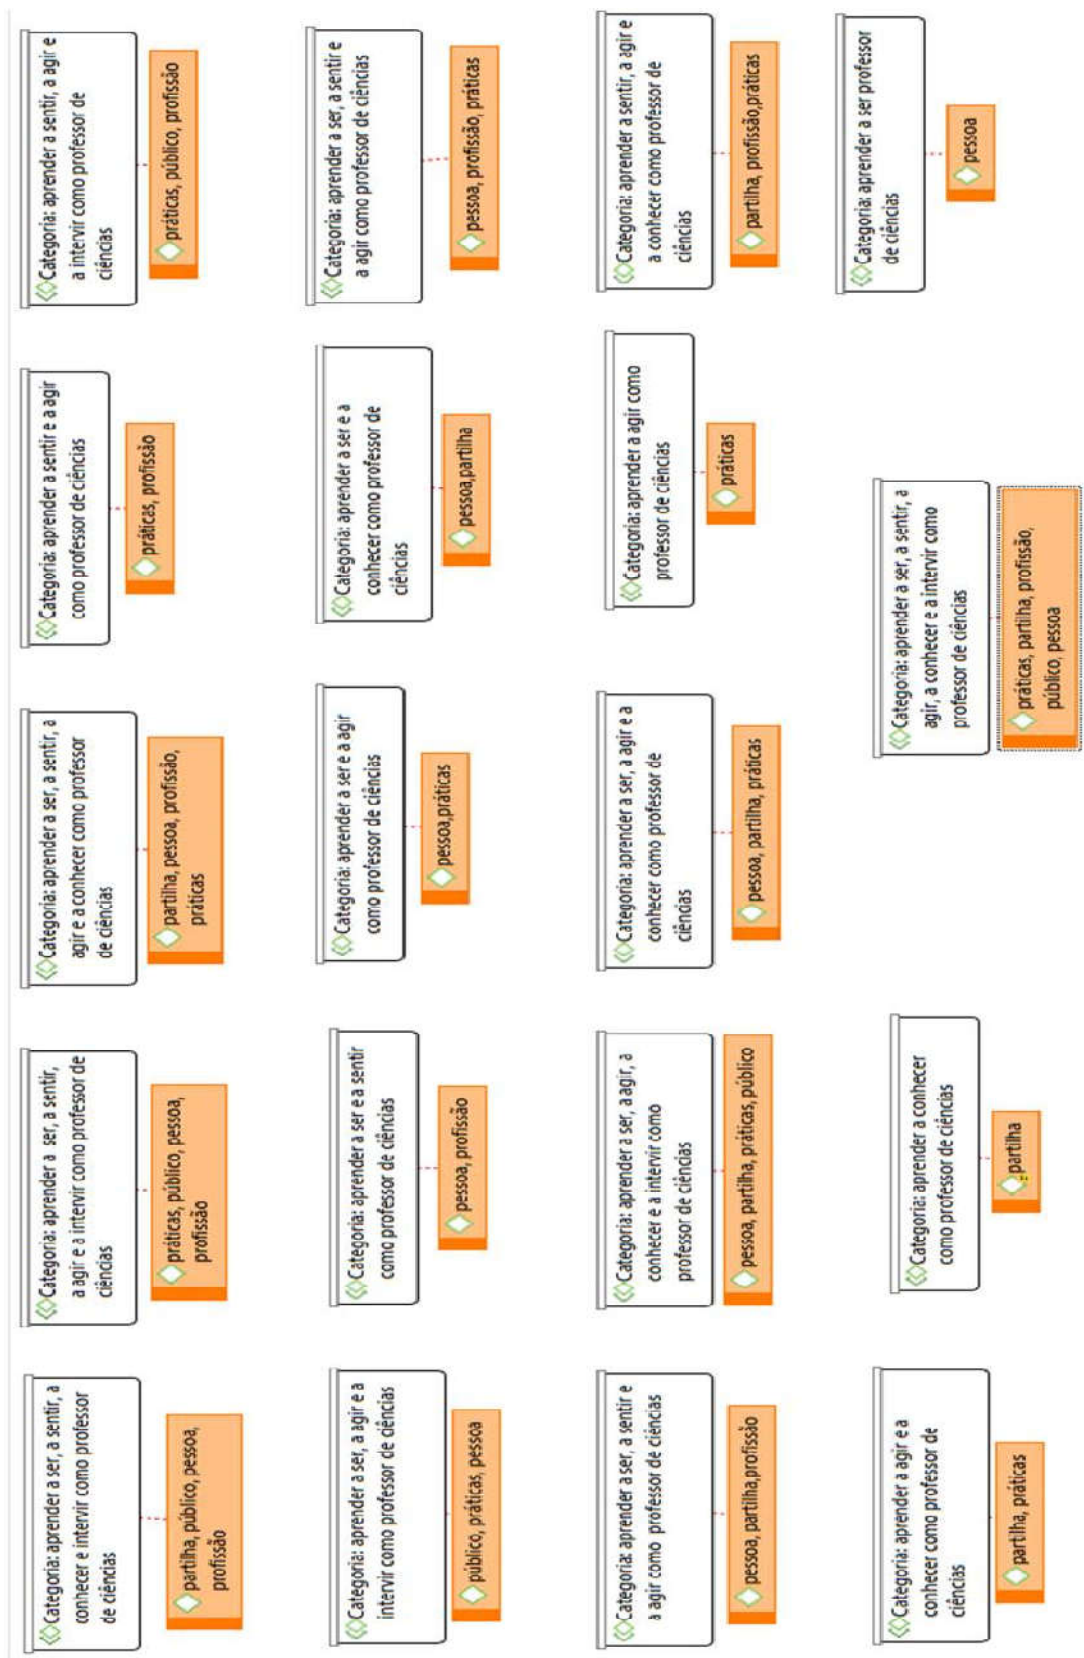 Categoria: aprender a ser, a sentir, a
conhecer e intervir como professor
de ciências
partilha, público, pessoa,
profissão
Categoria: aprender a ser, a sentir,
a agir e a intervir como professor de
ciências
práticas, público, pessoa,
profissão
Categoria: aprender a ser, a sentir, a
agir e a conhecer como professor
de ciências
partilha, pessoa, profissão,
práticas
Categoria: aprender a sentir e a agir
como professor de ciências
práticas, profissão
Categoria: aprender a sentir, a agir e
a intervir como professor de
ciências
práticas, público, profissão
Categoria: aprender a ser, a agir e a
intervir como professor de ciências
público, práticas, pessoa
Categoria: aprender a ser e a sentir
como professor de ciências
pessoa, profissão
Categoria: aprender a ser e a agir
como professor de ciências
pessoa,práticas
Categoria: aprender a ser e a
conhecer como professor de
ciências
pessoa,partilha
Categoria: aprender a ser, a sentir e
a agir como professor de ciências
pessoa, profissão, práticas
Categoria: aprender a ser, a sentir e
a agir como professor de ciências
pessoa, partilha,profissão
Categoria: aprender a ser, a agir, a
conhecer e a intervir como
professor de ciências
pessoa, partilha, práticas, público
Categoria: aprender a ser, a agir e a
conhecer como professor de
ciências
pessoa, partilha, práticas
Categoria: aprender a agir como
professor de ciências
práticas
Categoria: aprender a sentir, a agir e
a conhecer como professor de
ciências
partilha, profissão,práticas
Categoria: aprender a agir e a
conhecer como professor de
ciências
partilha, práticas
Categoria: aprender a conhecer
como professor de ciências
partilha
Categoria: aprender a ser, a sentir, a
agir, a conhecer e a intervir como
professor de ciências
práticas, partilha, profissão,
público, pessoa
Categoria: aprender a ser professor
de ciências
pessoa